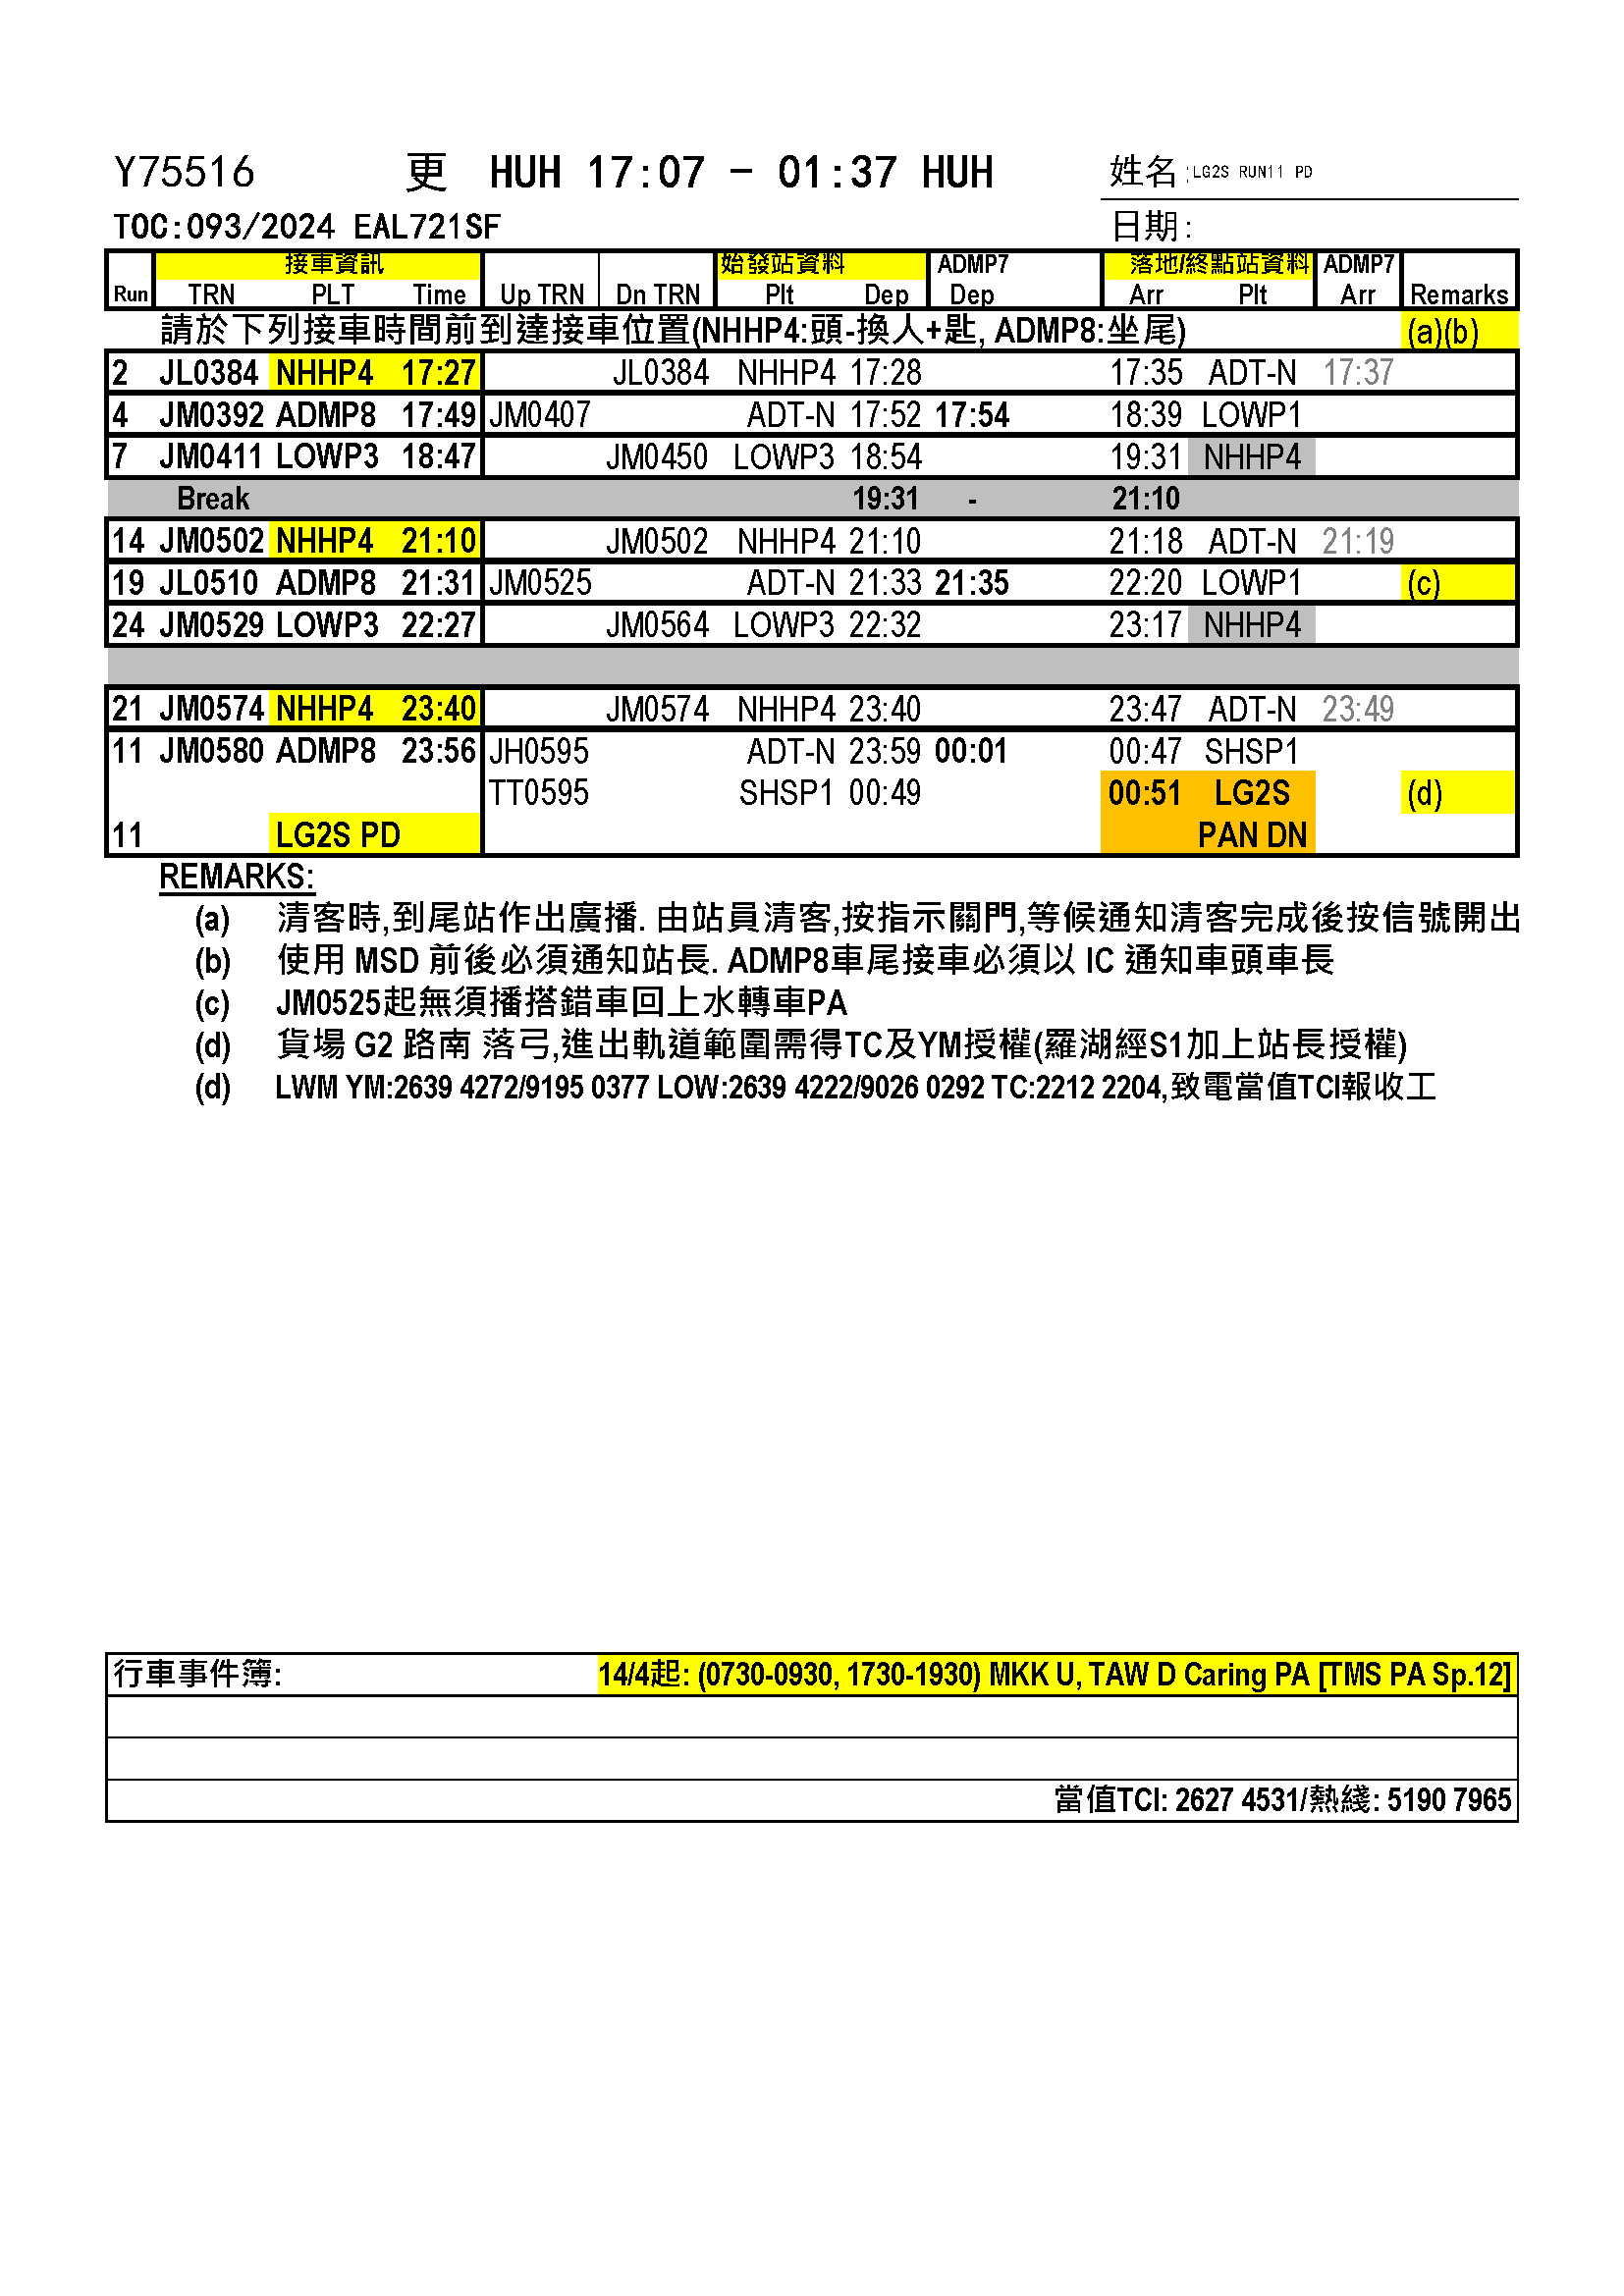 Y75516 更 HUH 17:07 - 01:37 HUH 姓名:LG2S RUN11 PD
TOC:093/2024 EAL721SF 日期:
接車資訊 始發站資料 ADMP7 落地/終點站資料 ADMP7
Run TRN PLT Time Up TRN Dn TRN Plt Dep Dep Arr Plt Arr Remarks
請於下列接車時間前到達接車位置(NHHP4:頭-換人+匙, ADMP8:坐尾) (a)(b)
2 JL0384 NHHP4 17:27 JL0384 NHHP4 17:28 17:35 ADT-N 17:37
4 JM0392 ADMP8 17:49 JM0407 ADT-N 17:52 17:54 18:39 LOWP1
7 JM0411 LOWP3 18:47 JM0450 LOWP3 18:54 19:31 NHHP4
Break 19:31 - 21:10
14 JM0502 NHHP4 21:10 JM0502 NHHP4 21:10 21:18 ADT-N 21:19
19 JL0510 ADMP8 21:31 JM0525 ADT-N 21:33 21:35 22:20 LOWP1 (c)
24 JM0529 LOWP3 22:27 JM0564 LOWP3 22:32 23:17 NHHP4
21 JM0574 NHHP4 23:40 JM0574 NHHP4 23:40 23:47 ADT-N 23:49
11 JM0580 ADMP8 23:56 JH0595 ADT-N 23:59 00:01 00:47 SHSP1
TT0595 SHSP1 00:49 00:51 LG2S (d)
11 LG2S PD PAN DN
REMARKS:
(a) 清客時,到尾站作出廣播. 由站員清客,按指示關門,等候通知清客完成後按信號開出
(b) 使用 MSD 前後必須通知站長. ADMP8車尾接車必須以 IC 通知車頭車長
(c) JM0525起無須播搭錯車回上水轉車PA
(d) 貨場 G2 路南 落弓,進出軌道範圍需得TC及YM授權(羅湖經S1加上站長授權)
(d) LWM YM:2639 4272/9195 0377 LOW:2639 4222/9026 0292 TC:2212 2204,致電當值TCI報收工
行車事件簿: 14/4起: (0730-0930, 1730-1930) MKK U, TAW D Caring PA [TMS PA Sp.12]
當值TCI: 2627 4531/熱綫: 5190 7965